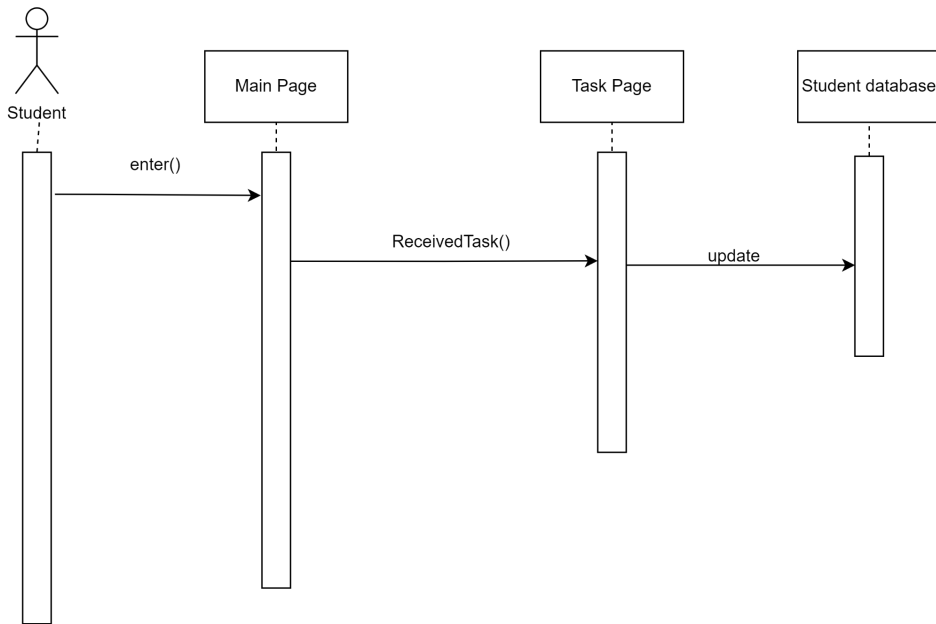 Main Page
Task Page
Student database
Student
enter()
ReceivedTask()
update